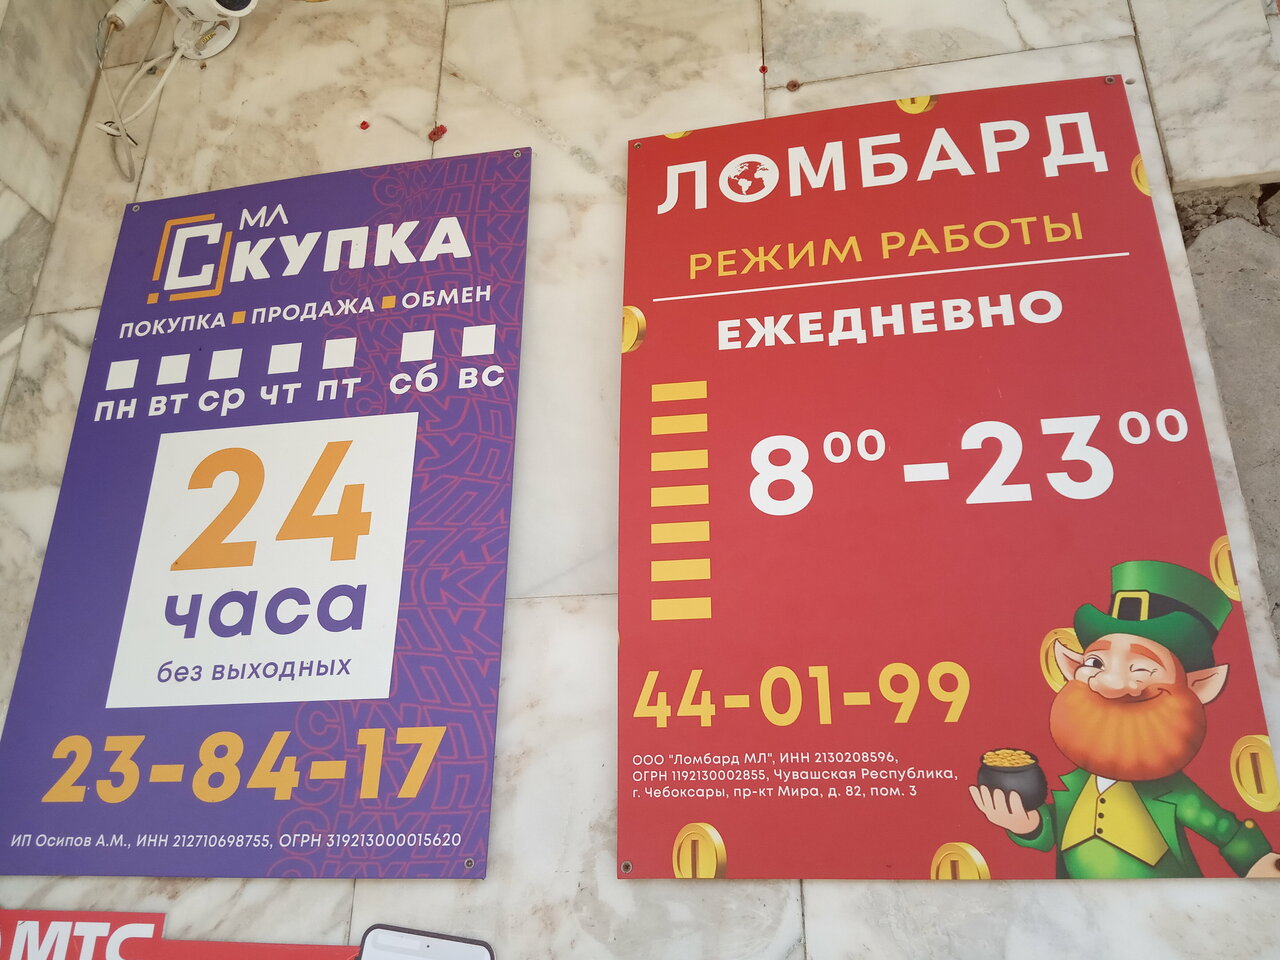 МЛ
СКУПКА
ПОКУПКА ПРОДАЖА ОБМЕН
пн вт ср чт пт сб вс
24
часа
без выходных
23-84-17
ИП Осипов А.М., ИНН 212710698755, ОГРН 319213000015620
ЛОМБАРД
РЕЖИМ РАБОТЫ
ЕЖЕДНЕВНО
8⁰⁰-23⁰⁰
44-01-99
ООО "Ломбард МЛ", ИНН 2130208596,
ОГРН 1192130002855, Чувашская Республика,
г. Чебоксары, пр-кт Мира, д. 82, пом. 3
МТС